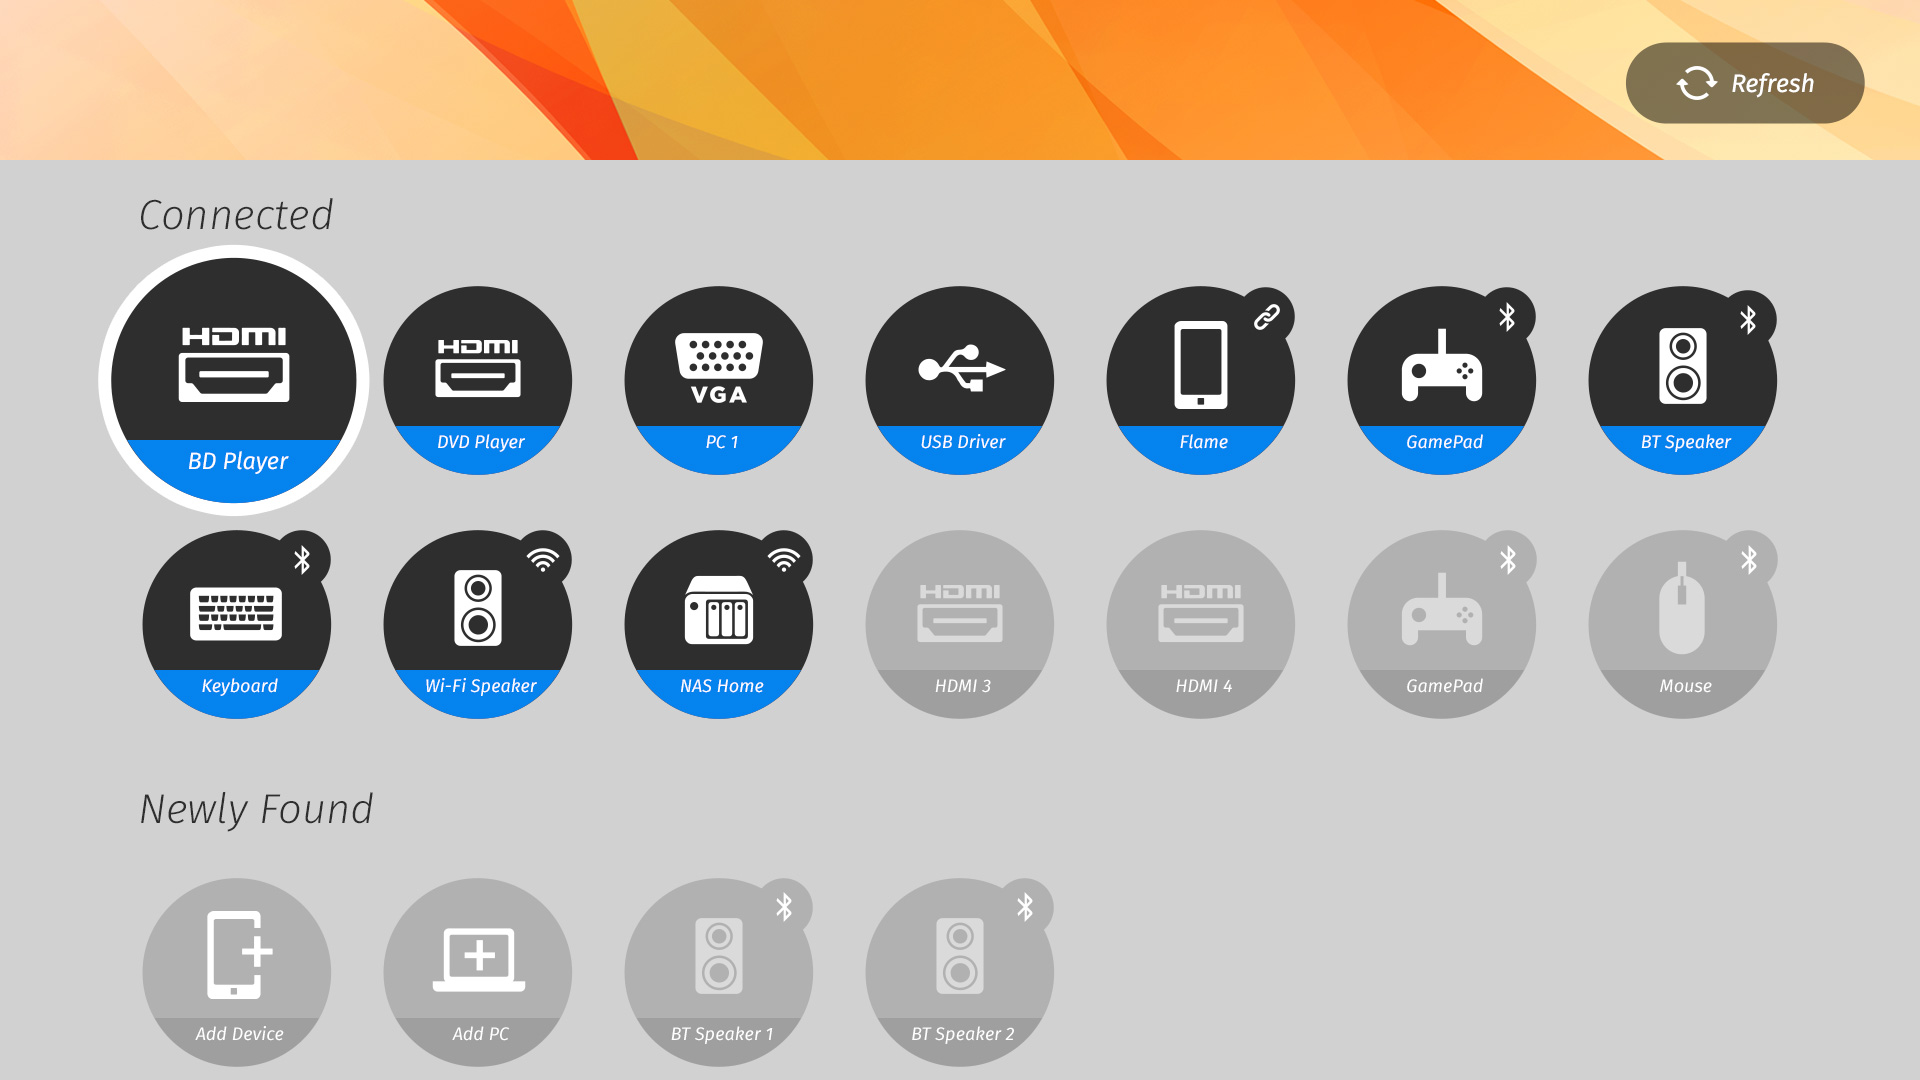 Refresh
Connected
HDMI
BD Player
HDMI
DVD Player
VGA
PC 1
USB Driver
Flame
GamePad
BT Speaker
Keyboard
Wi-Fi Speaker
NAS Home
HDMI
HDMI 3
HDMI
HDMI 4
GamePad
Mouse
Newly Found
Add Device
Add PC
BT Speaker 1
BT Speaker 2